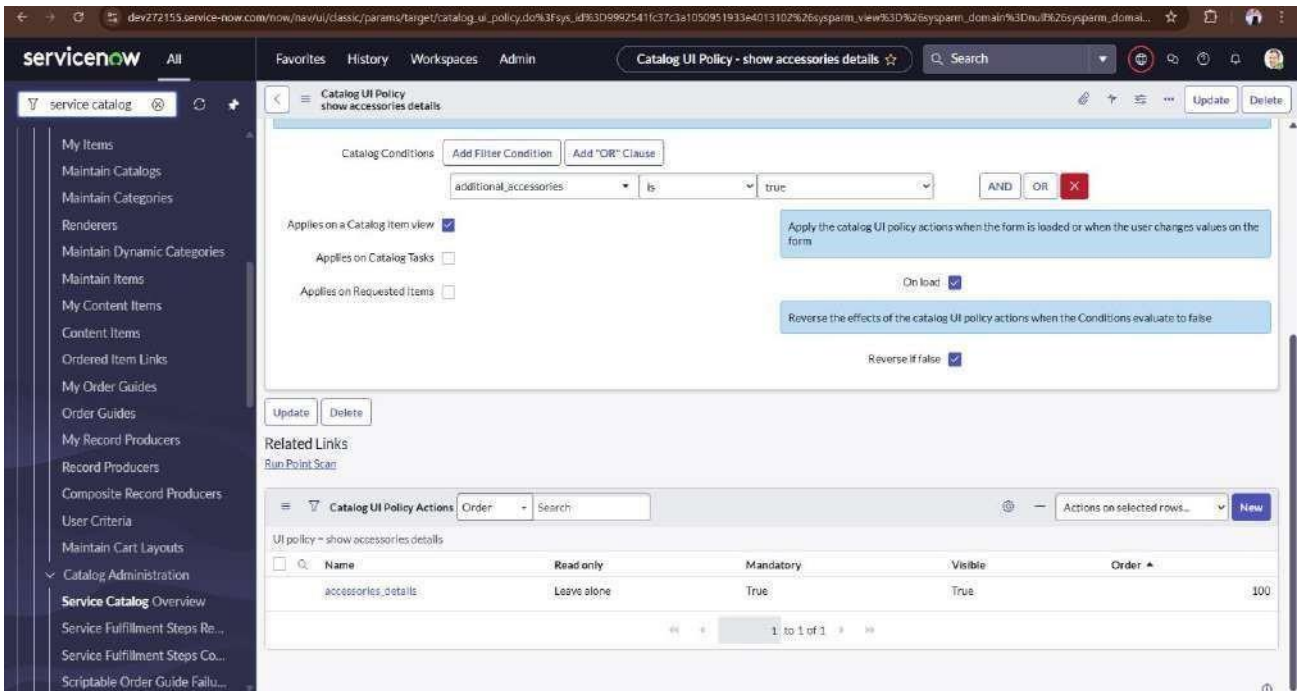 dev272155.service-now.com/now/nav/ui/classic/params/target/catalog_ui_policy.do%3Fsys_id%3D9992541fc37c3a1050951933e4013102%26sysparm_view%3D%26sysparm_domain%3Dnull%26sysparm_domai...
servicenow All Favorites History Workspaces Admin Catalog UI Policy - show accessories details Search
service catalog
Catalog UI Policy
show accessories details
Update Delete
My Items
Maintain Catalogs
Maintain Categories
Renderers
Maintain Dynamic Categories
Maintain Items
My Content Items
Content Items
Ordered Item Links
My Order Guides
Order Guides
My Record Producers
Record Producers
Composite Record Producers
User Criteria
Maintain Cart Layouts
Catalog Administration
Service Catalog Overview
Service Fulfillment Steps Re...
Service Fulfillment Steps Co...
Scriptable Order Guide Failu...
Catalog Conditions Add Filter Condition Add "OR" Clause
additional_accessories is true AND OR X
Applies on a Catalog Item view
Applies on Catalog Tasks
Applies on Requested Items
Apply the catalog UI policy actions when the form is loaded or when the user changes values on the
form
On load
Reverse the effects of the catalog UI policy actions when the Conditions evaluate to false
Reverse if false
Update Delete
Related Links
Run Point Scan
Catalog UI Policy Actions Order Search Actions on selected rows... New
UI policy = show accessories details
Name Read only Mandatory Visible Order
accessories_details Leave alone True True 100
1 to 1 of 1